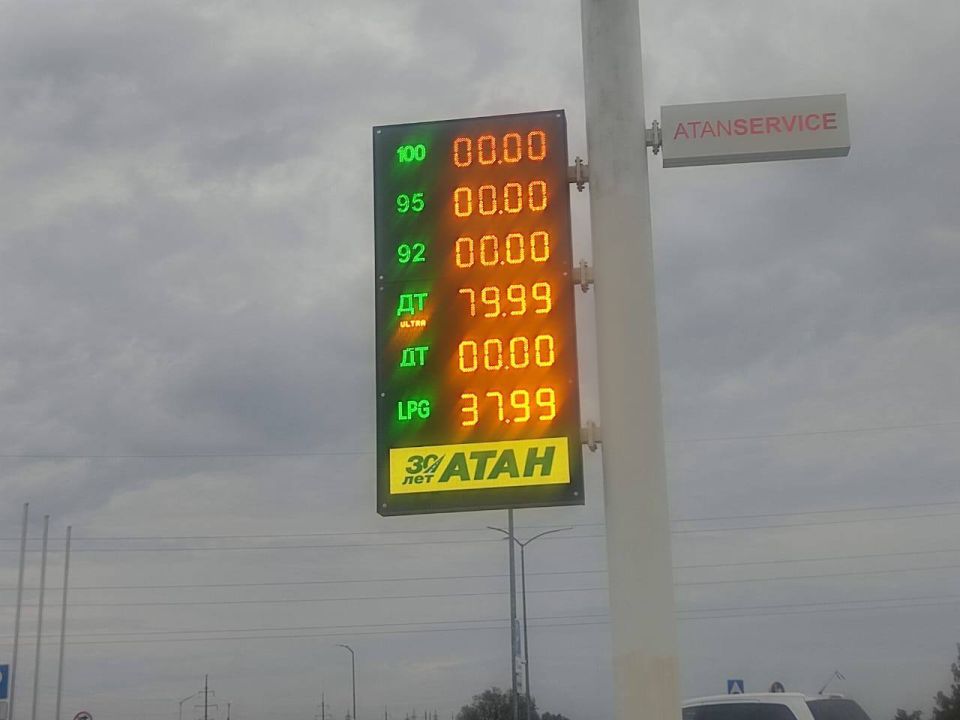 ATANSERVICE
100 00.00
95 00.00
92 00.00
ДТ 79.99
ULTRA
ДТ 00.00
LPG 37.99
30 лет АТАН